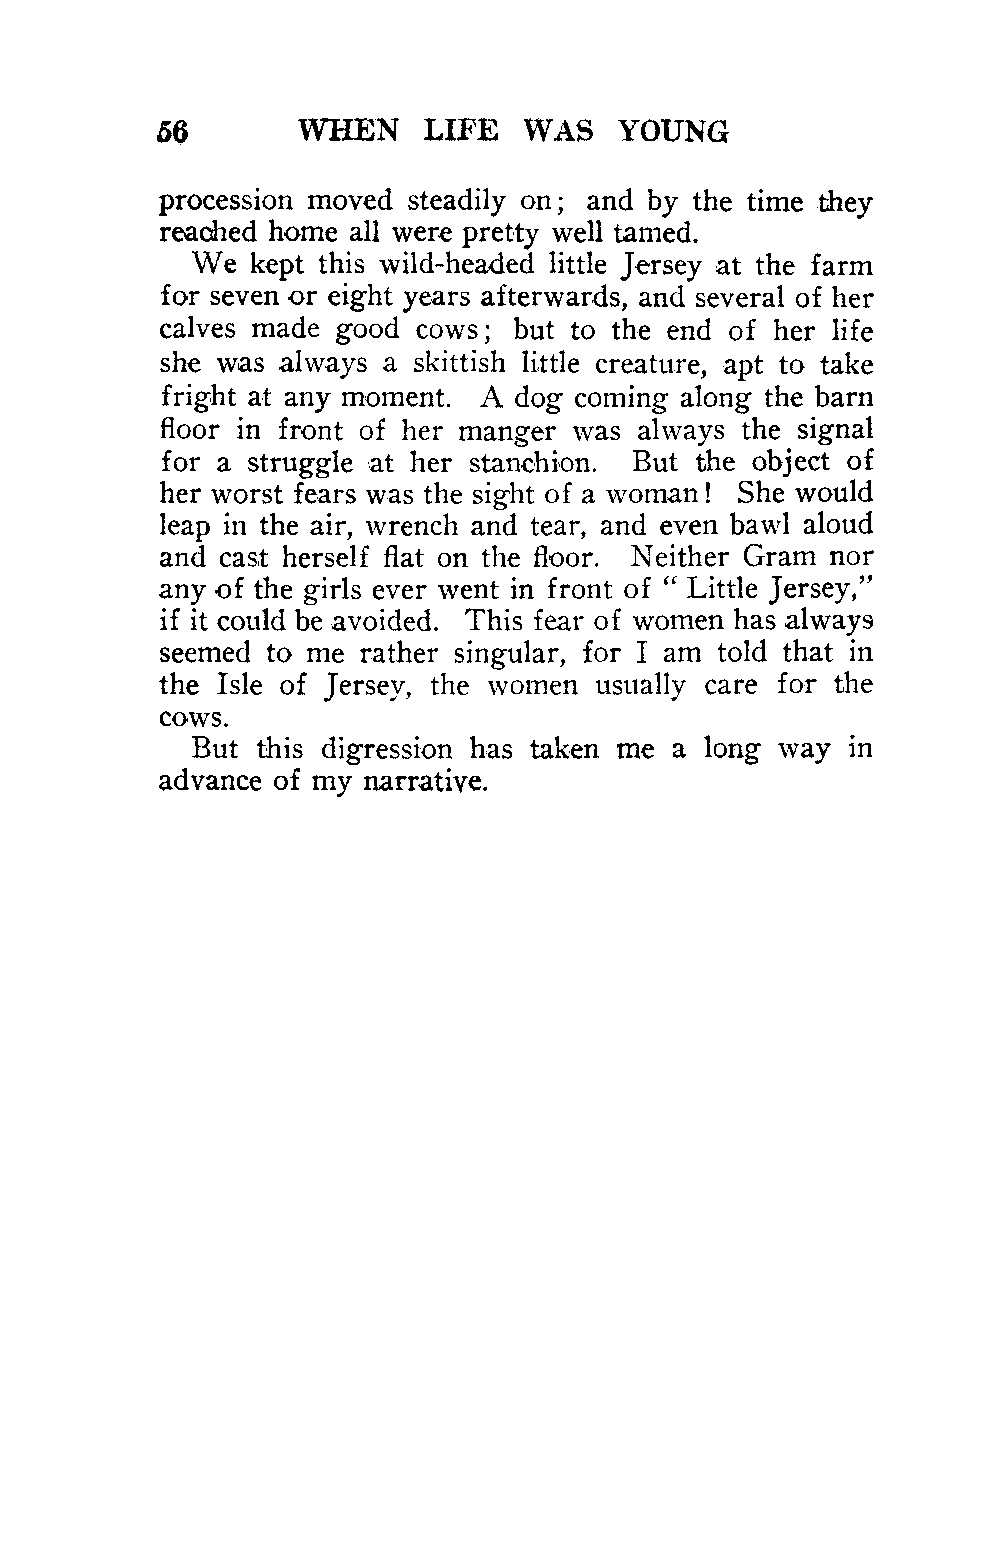 56 WHEN LIFE WAS YOUNG
procession moved steadily on; and by the time they
reached home all were pretty well tamed.
We kept this wild-headed little Jersey at the farm
for seven or eight years afterwards, and several of her
calves made good cows; but to the end of her life
she was always a skittish little creature, apt to take
fright at any moment. A dog coming along the barn
floor in front of her manger was always the signal
for a struggle at her stanchion. But the object of
her worst fears was the sight of a woman! She would
leap in the air, wrench and tear, and even bawl aloud
and cast herself flat on the floor. Neither Gram nor
any of the girls ever went in front of “Little Jersey,”
if it could be avoided. This fear of women has always
seemed to me rather singular, for I am told that in
the Isle of Jersey, the women usually care for the
cows.
But this digression has taken me a long way in
advance of my narrative.